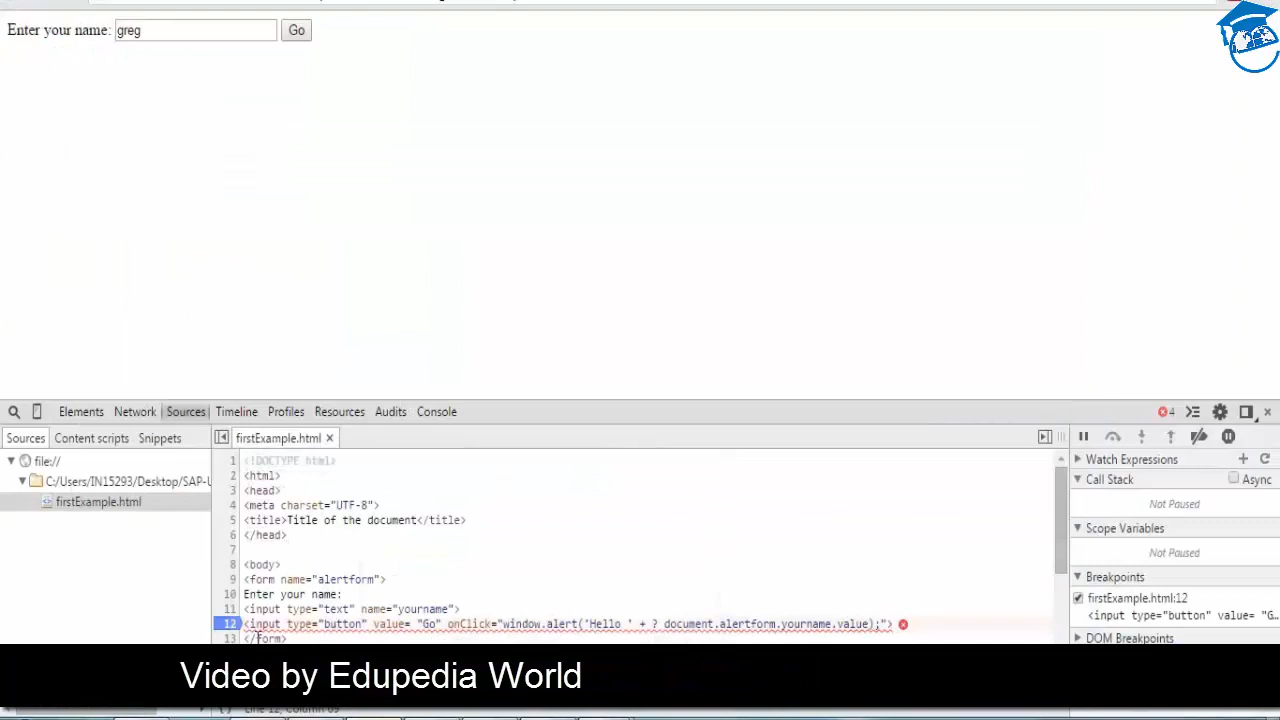 Enter your name: greg Go
Elements Network Sources Timeline Profiles Resources Audits Console 4
Sources Content scripts Snippets firstExample.html
file://
C:/Users/IN15293/Desktop/SAP-U
firstExample.html
1 <!DOCTYPE html>
2 <html>
3 <head>
4 <meta charset="UTF-8">
5 <title>Title of the document</title>
6 </head>
7
8 <body>
9 <form name="alertform">
10 Enter your name:
11 <input type="text" name="yourname">
12 <input type="button" value= "Go" onClick="window.alert('Hello ' + ? document.alertform.yourname.value);">
13 </form>
Watch Expressions
Call Stack Async
Not Paused
Scope Variables
Not Paused
Breakpoints
firstExample.html:12
<input type="button" value= "G...
DOM Breakpoints
Video by Edupedia World